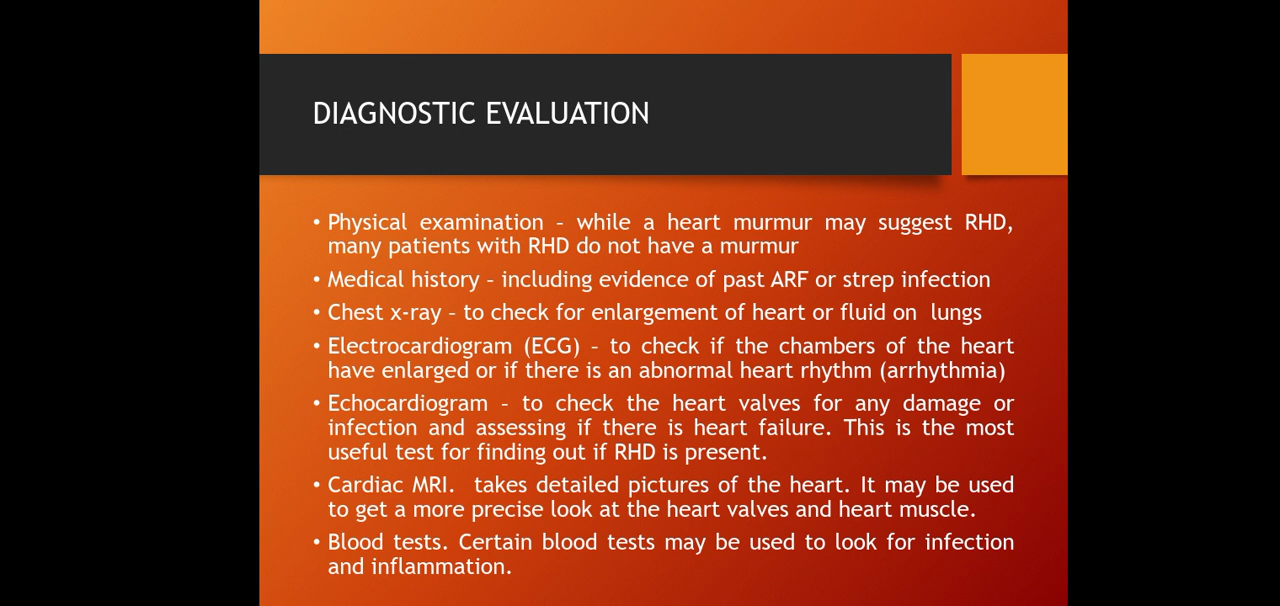 DIAGNOSTIC EVALUATION
• Physical examination – while a heart murmur may suggest RHD,
many patients with RHD do not have a murmur
• Medical history – including evidence of past ARF or strep infection
• Chest x-ray – to check for enlargement of heart or fluid on  lungs
• Electrocardiogram (ECG) – to check if the chambers of the heart
have enlarged or if there is an abnormal heart rhythm (arrhythmia)
• Echocardiogram – to check the heart valves for any damage or
infection and assessing if there is heart failure. This is the most
useful test for finding out if RHD is present.
• Cardiac MRI.  takes detailed pictures of the heart. It may be used
to get a more precise look at the heart valves and heart muscle.
• Blood tests. Certain blood tests may be used to look for infection
and inflammation.